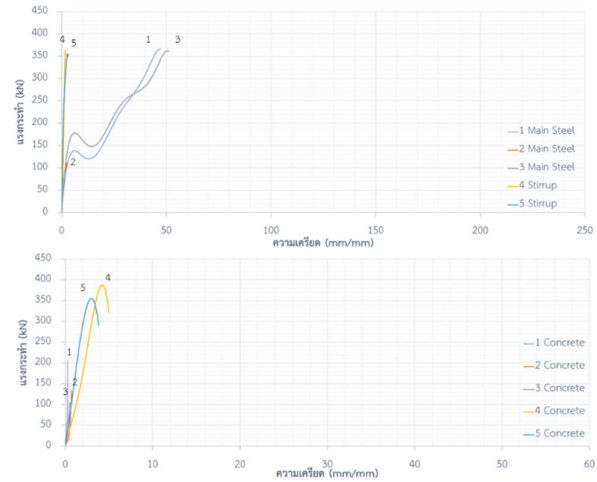 450
400
350
300
250
200
150
100
50
0
แรงกระทำ (kN)
4
5
1
3
2
1 Main Steel
2 Main Steel
3 Main Steel
4 Stirrup
5 Stirrup
0 50 100 150 200 250
ความเครียด (mm/mm)
450
400
350
300
250
200
150
100
50
0
แรงกระทำ (kN)
4
5
1
2
3
1 Concrete
2 Concrete
3 Concrete
4 Concrete
5 Concrete
0 10 20 30 40 50 60
ความเครียด (mm/mm)